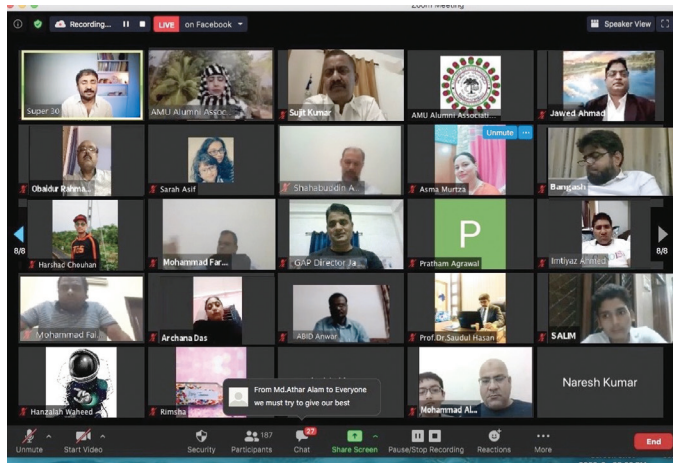 Zoom Meeting
Recording...
LIVE on Facebook
Speaker View
Super 30
AMU Alumni Assoc...
Sujit Kumar
AMU Alumni Associati...
Jawed Ahmad
Obaidur Rahma...
Sarah Asif
Shahabuddin A...
Unmute
Asma Murtza
Bangash
8/8
Harshad Chouhan
Mohammad Far...
GAP Director Ja...
P
Pratham Agrawal
Imtiyaz Ahmed
8/8
Mohammad Fai...
Archana Das
ABID Anwar
Prof.Dr.Saudul Hasan
SALIM
Hanzalah Waheed
Rimsha
From Md.Athar Alam to Everyone
we must try to give our best
Mohammad Al...
Naresh Kumar
Unmute
Start Video
Security
187
Participants
27
Chat
Share Screen
Pause/Stop Recording
Reactions
More
End